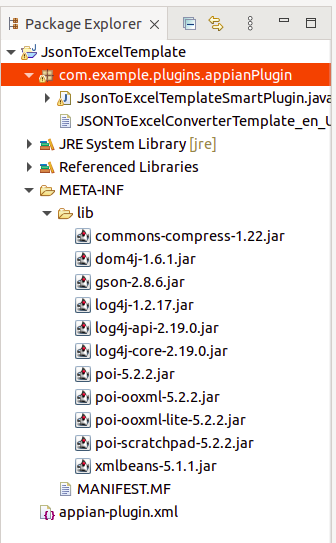 Package Explorer
JsonToExcelTemplate
com.example.plugins.appianPlugin
JsonToExcelTemplateSmartPlugin.java
JSONToExcelConverterTemplate_en_U
JRE System Library [jre]
Referenced Libraries
META-INF
lib
commons-compress-1.22.jar
dom4j-1.6.1.jar
gson-2.8.6.jar
log4j-1.2.17.jar
log4j-api-2.19.0.jar
log4j-core-2.19.0.jar
poi-5.2.2.jar
poi-ooxml-5.2.2.jar
poi-ooxml-lite-5.2.2.jar
poi-scratchpad-5.2.2.jar
xmlbeans-5.1.1.jar
MANIFEST.MF
appian-plugin.xml